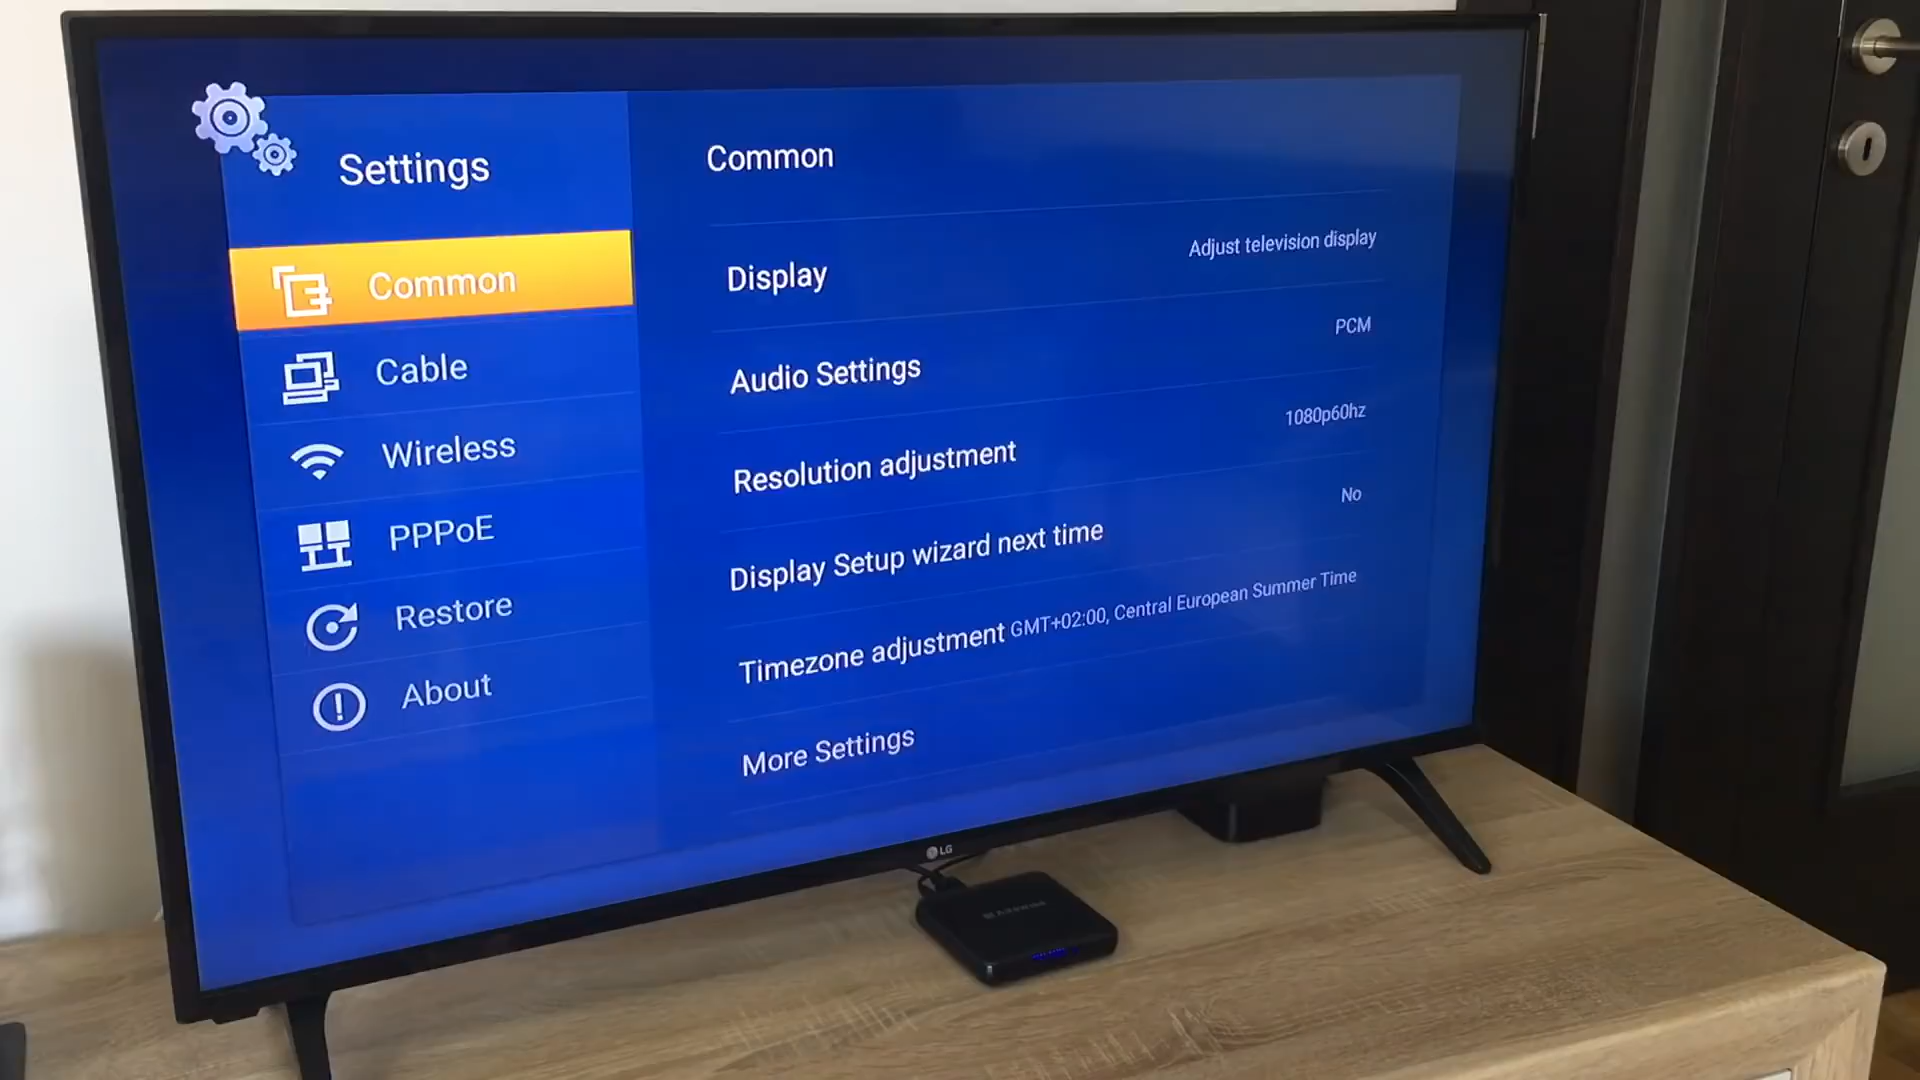 Settings
Common
Cable
Wireless
PPPoE
Restore
About
Common
Display Adjust television display
Audio Settings PCM
Resolution adjustment 1080p60hz
Display Setup wizard next time No
Timezone adjustment GMT+02:00, Central European Summer Time
More Settings
LG